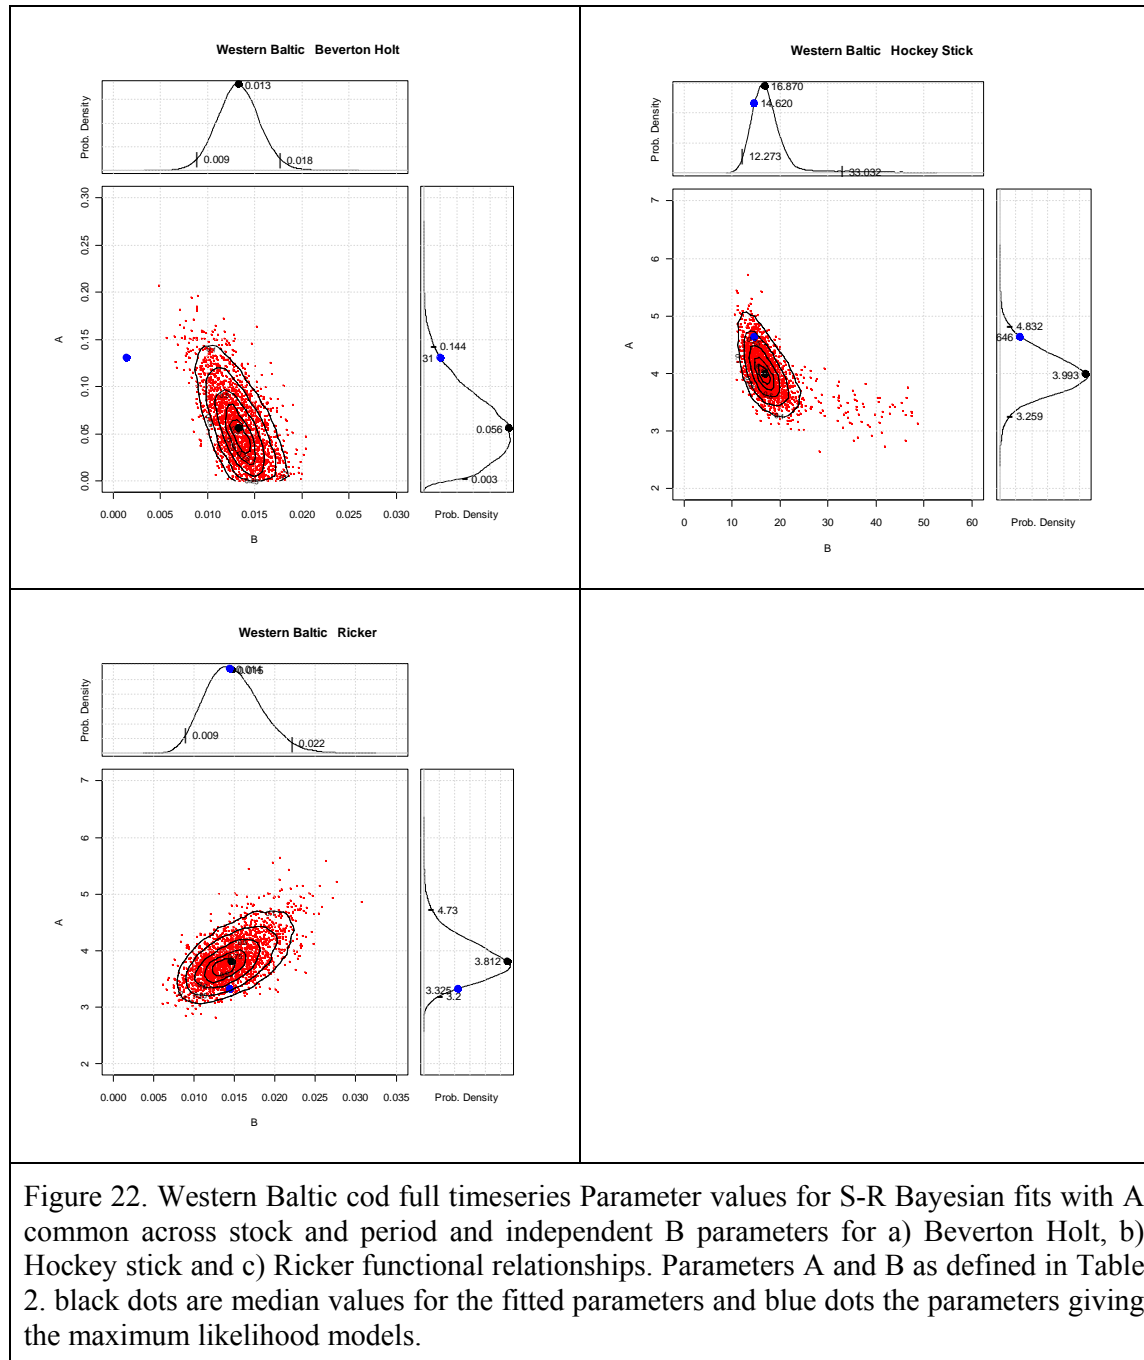 Western Baltic Beverton Holt
Prob. Density
0.013
0.009
0.018
A
0.30
0.25
0.20
0.15
0.10
0.05
0.00
0.144
31
0.056
0.003
0.000 0.005 0.010 0.015 0.020 0.025 0.030
Prob. Density
B
Western Baltic Hockey Stick
Prob. Density
16.870
14.620
12.273
33.032
A
7
6
5
4
3
2
4.832
646
3.993
3.259
0 10 20 30 40 50 60
Prob. Density
B
Western Baltic Ricker
Prob. Density
0.009
0.022
A
7
6
5
4
3
2
4.73
3.812
3.325
3.2
0.000 0.005 0.010 0.015 0.020 0.025 0.030 0.035
Prob. Density
B
Figure 22. Western Baltic cod full timeseries Parameter values for S-R Bayesian fits with A
common across stock and period and independent B parameters for a) Beverton Holt, b)
Hockey stick and c) Ricker functional relationships. Parameters A and B as defined in Table
2. black dots are median values for the fitted parameters and blue dots the parameters giving
the maximum likelihood models.